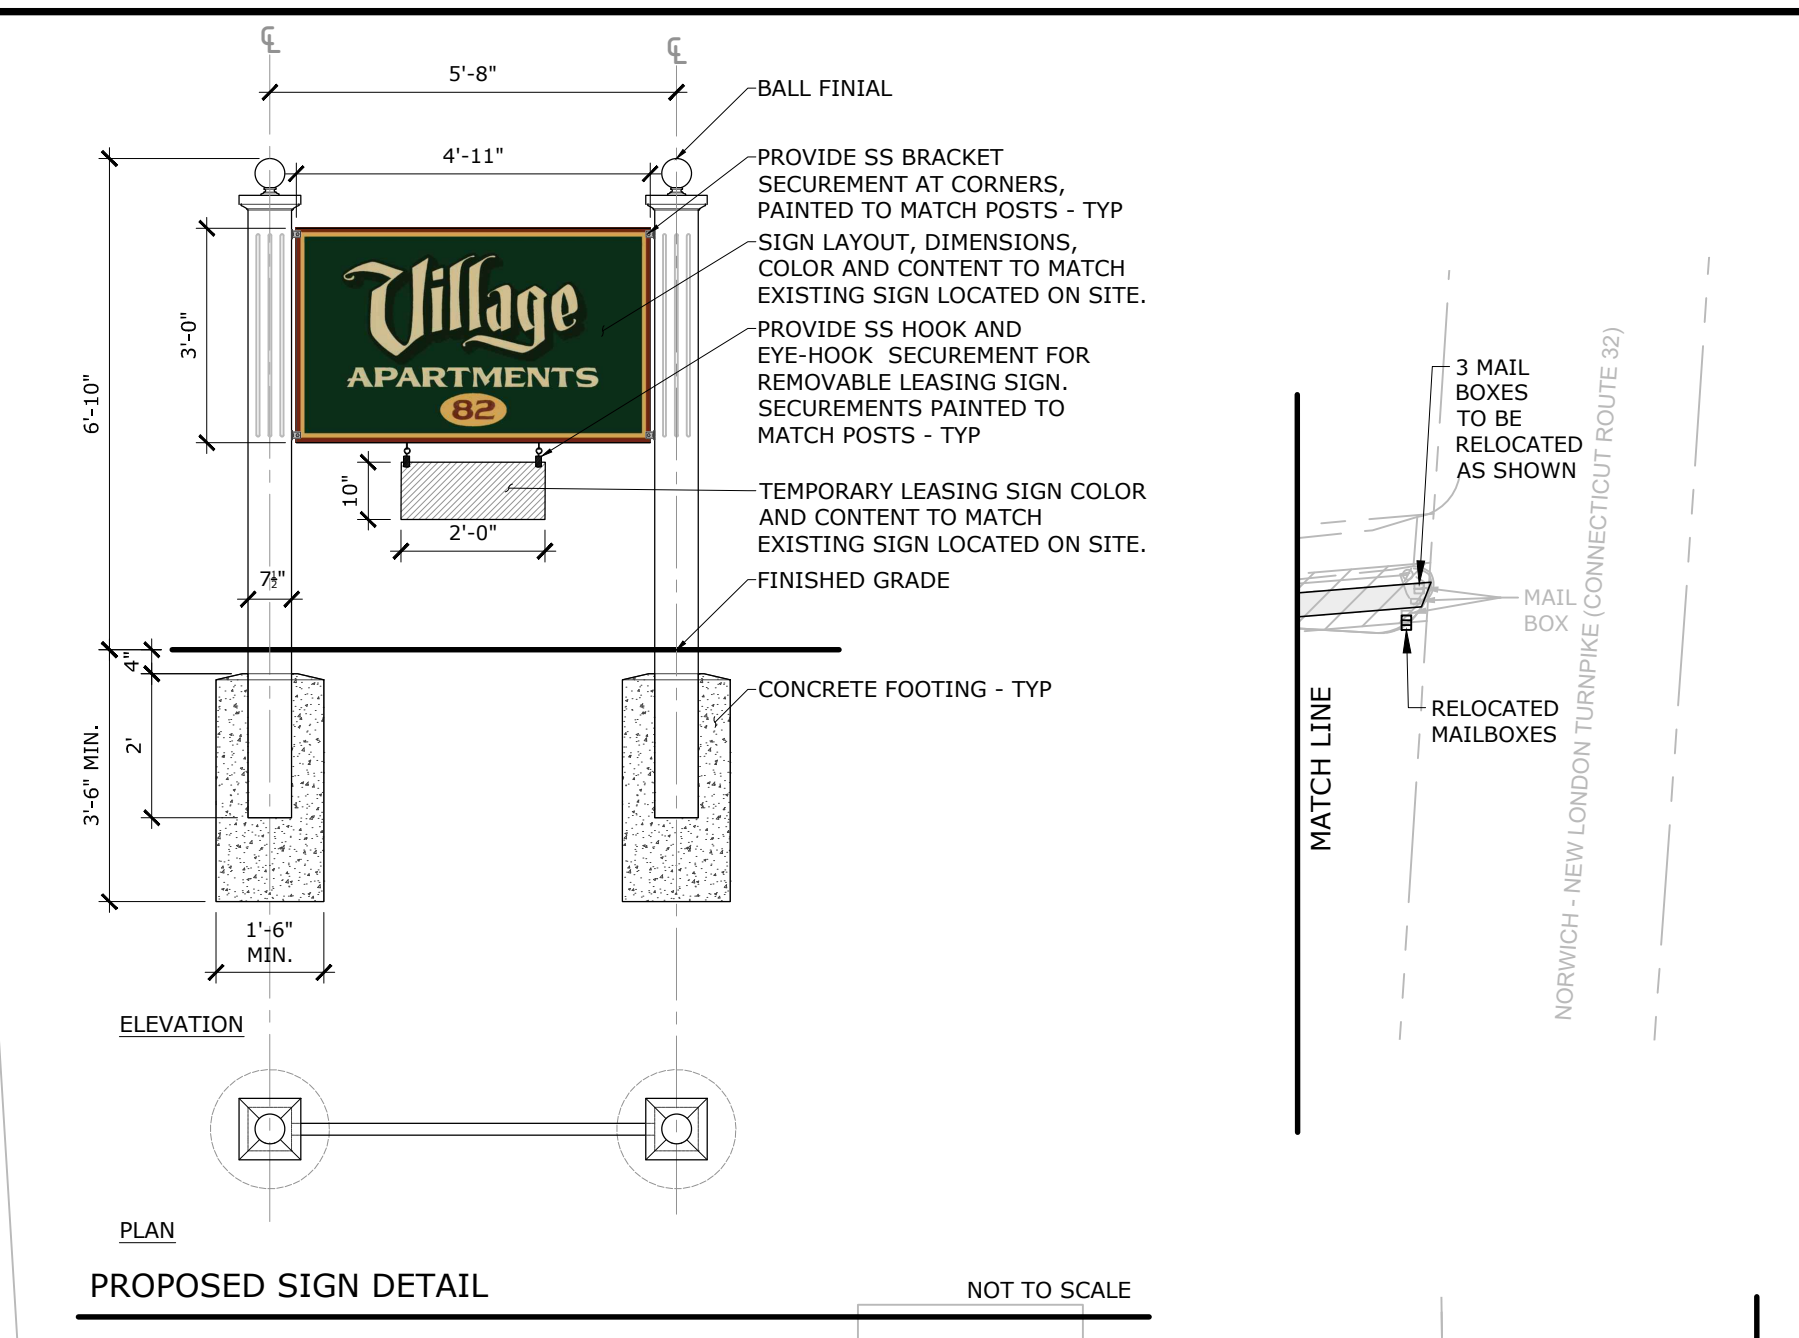 ℄
℄
5'-8"
BALL FINIAL
4'-11"
PROVIDE SS BRACKET
SECUREMENT AT CORNERS,
PAINTED TO MATCH POSTS - TYP
SIGN LAYOUT, DIMENSIONS,
COLOR AND CONTENT TO MATCH
EXISTING SIGN LOCATED ON SITE.
Village
APARTMENTS
82
3'-0"
6'-10"
PROVIDE SS HOOK AND
EYE-HOOK SECUREMENT FOR
REMOVABLE LEASING SIGN.
SECUREMENTS PAINTED TO
MATCH POSTS - TYP
10"
2'-0"
TEMPORARY LEASING SIGN COLOR
AND CONTENT TO MATCH
EXISTING SIGN LOCATED ON SITE.
7½"
FINISHED GRADE
4"
2'
3'-6" MIN.
CONCRETE FOOTING - TYP
1'-6"
MIN.
ELEVATION
PLAN
PROPOSED SIGN DETAIL
NOT TO SCALE
3 MAIL
BOXES
TO BE
RELOCATED
AS SHOWN
MAIL
BOX
RELOCATED
MAILBOXES
MATCH LINE
NORWICH - NEW LONDON TURNPIKE (CONNECTICUT ROUTE 32)